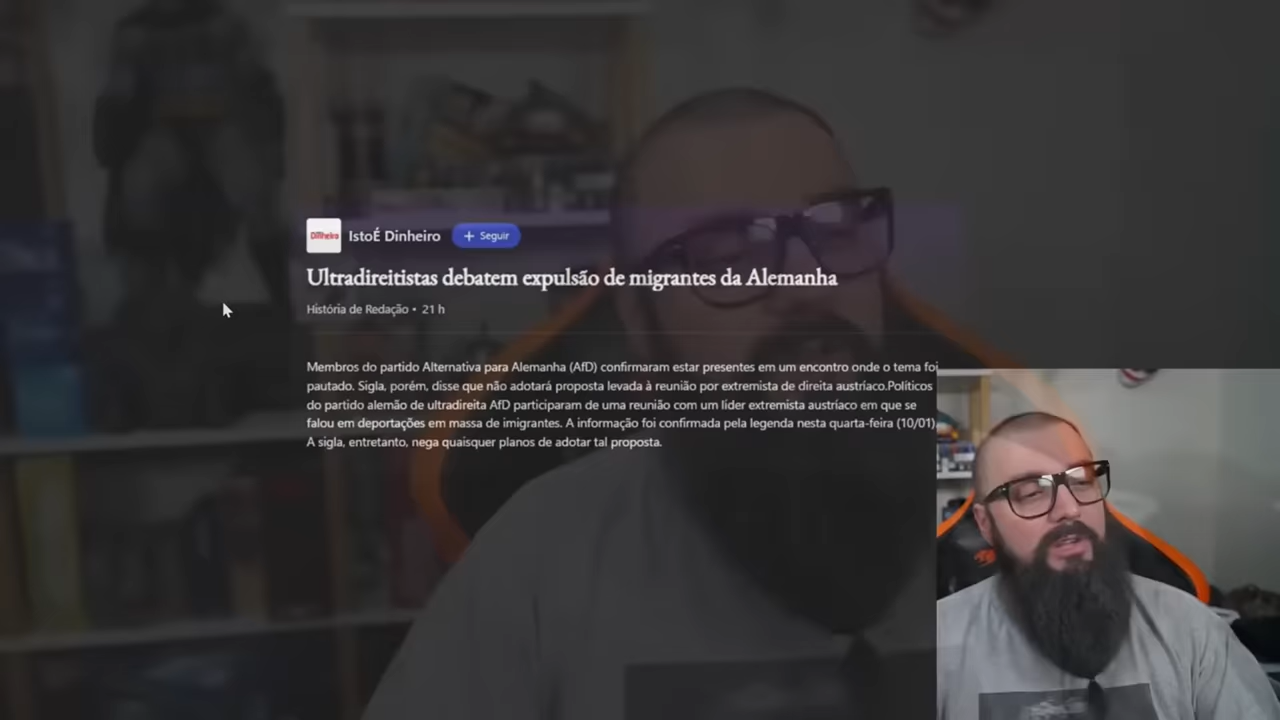 Dinheiro
IstoÉ Dinheiro
+ Seguir
Ultradireitistas debatem expulsão de migrantes da Alemanha
História de Redação • 21 h
Membros do partido Alternativa para Alemanha (AfD) confirmaram estar presentes em um encontro onde o tema foi
pautado. Sigla, porém, disse que não adotará proposta levada à reunião por extremista de direita austríaco.Políticos
do partido alemão de ultradireita AfD participaram de uma reunião com um líder extremista austríaco em que se
falou em deportações em massa de imigrantes. A informação foi confirmada pela legenda nesta quarta-feira (10/01).
A sigla, entretanto, nega quaisquer planos de adotar tal proposta.